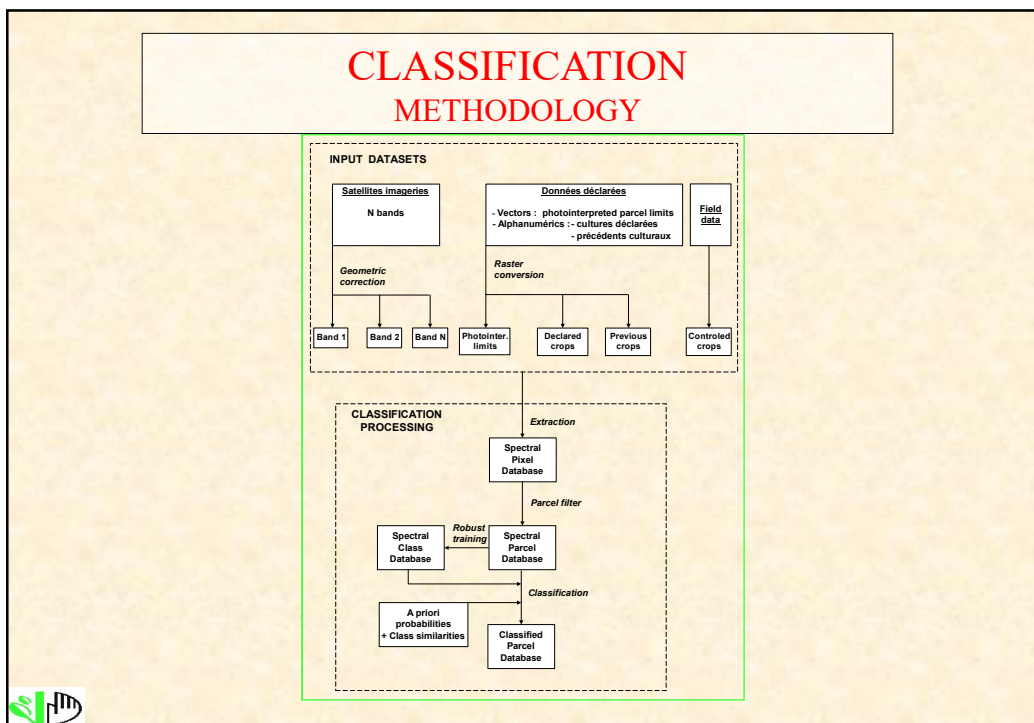 CLASSIFICATION
METHODOLOGY
INPUT DATASETS
Satellites imageries
N bands
Données déclarées
- Vectors : photointerpreted parcel limits
- Alphanumérics : - cultures déclarées
- précédents culturaux
Field
data
Geometric
correction
Raster
conversion
Band 1
Band 2
Band N
Photointer.
limits
Declared
crops
Previous
crops
Controled
crops
CLASSIFICATION
PROCESSING
Extraction
Spectral
Pixel
Database
Parcel filter
Spectral
Class
Database
Robust
training
Spectral
Parcel
Database
Classification
A priori
probabilities
+ Class similarities
Classified
Parcel
Database